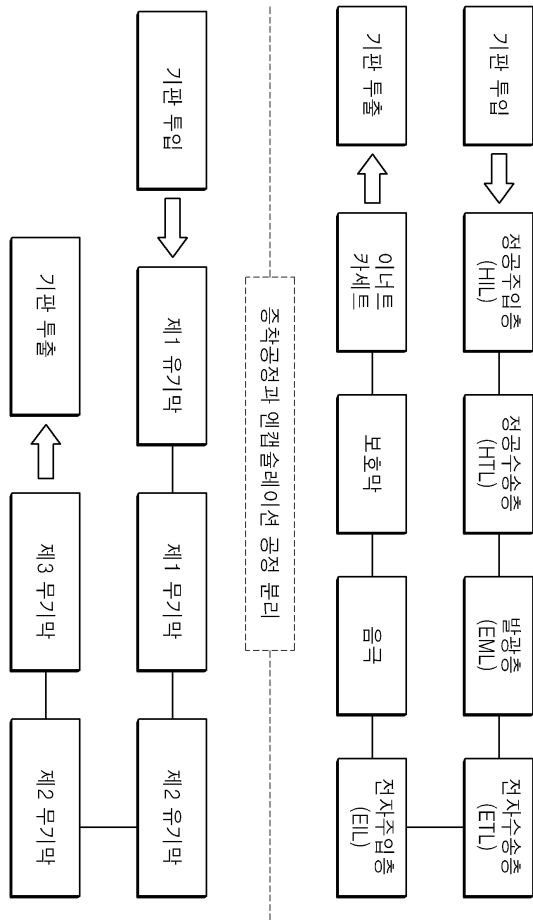 기판 투입
정공주입층
(HIL)
정공수송층
(HTL)
발광층
(EML)
전자수송층
(ETL)
기판 투출
이너트
카세트
보호막
음극
전자주입층
(EIL)
증착공정과 엔캡슐레이션 공정 분리
기판 투입
제1 유기막
제1 무기막
제2 유기막
기판 투출
제3 무기막
제2 무기막